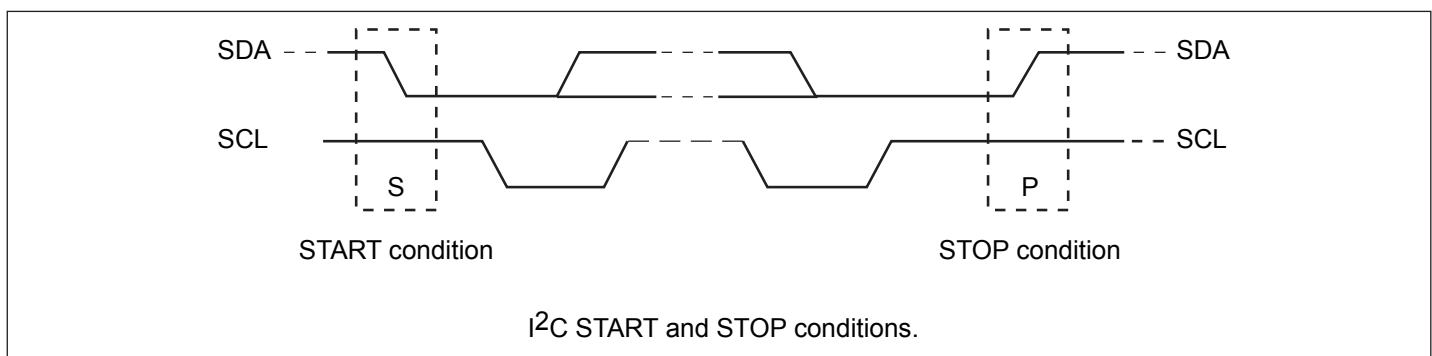 SDA SDA
SCL SCL
S P
START condition STOP condition
I²C START and STOP conditions.